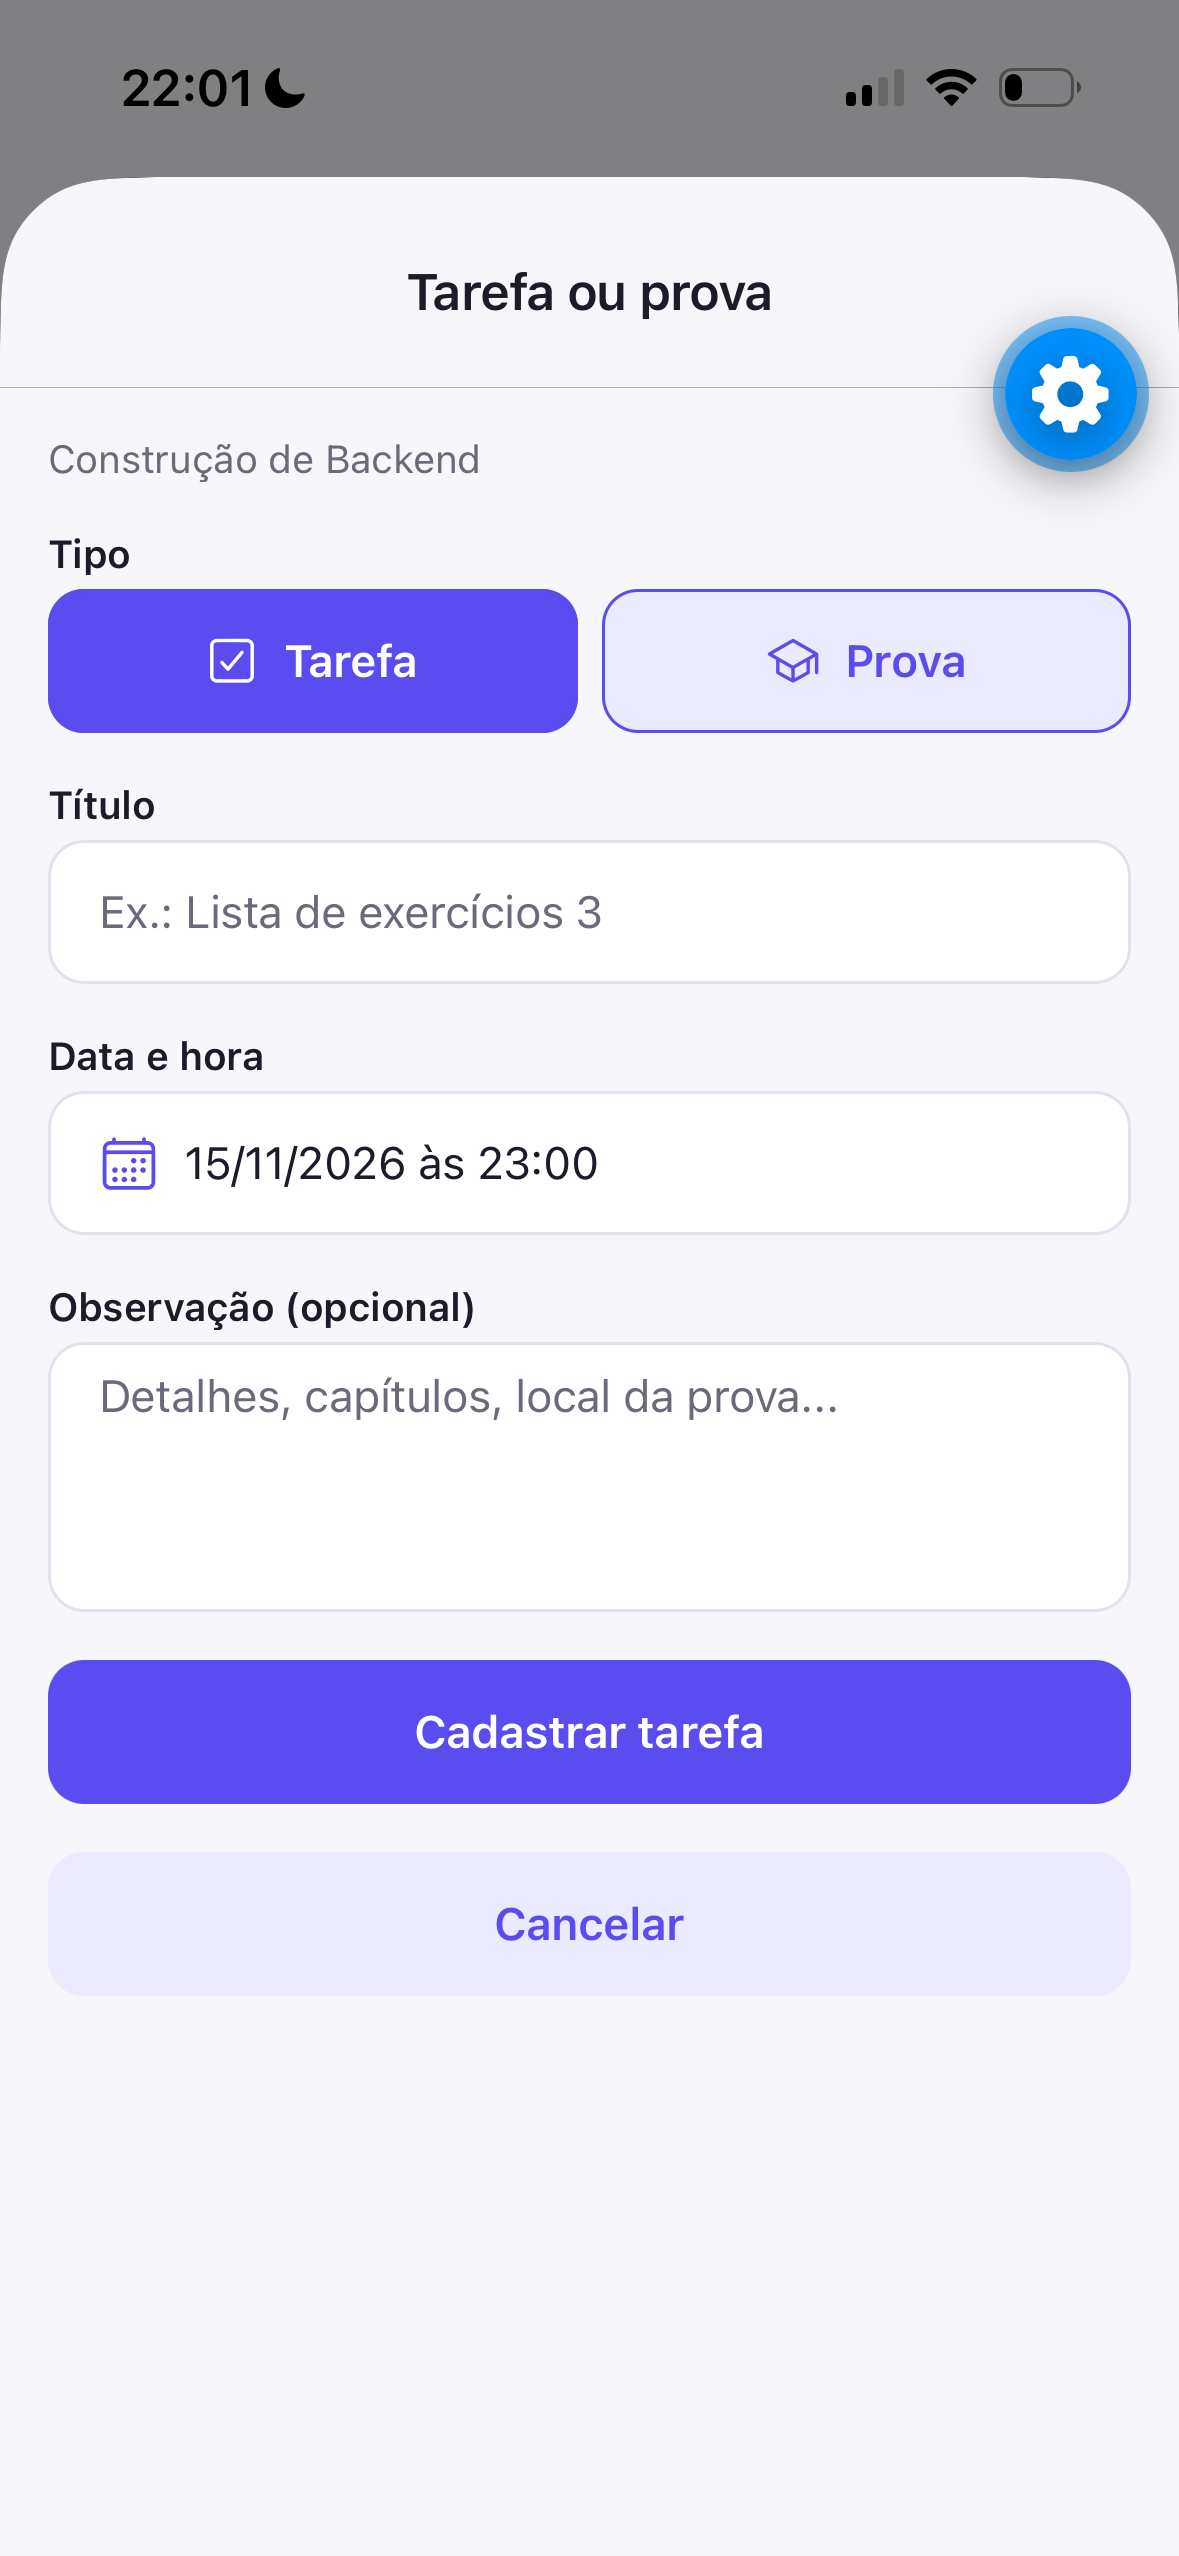 22:01
Tarefa ou prova
Construção de Backend
Tipo
Tarefa
Prova
Título
Ex.: Lista de exercícios 3
Data e hora
15/11/2026 às 23:00
Observação (opcional)
Detalhes, capítulos, local da prova...
Cadastrar tarefa
Cancelar